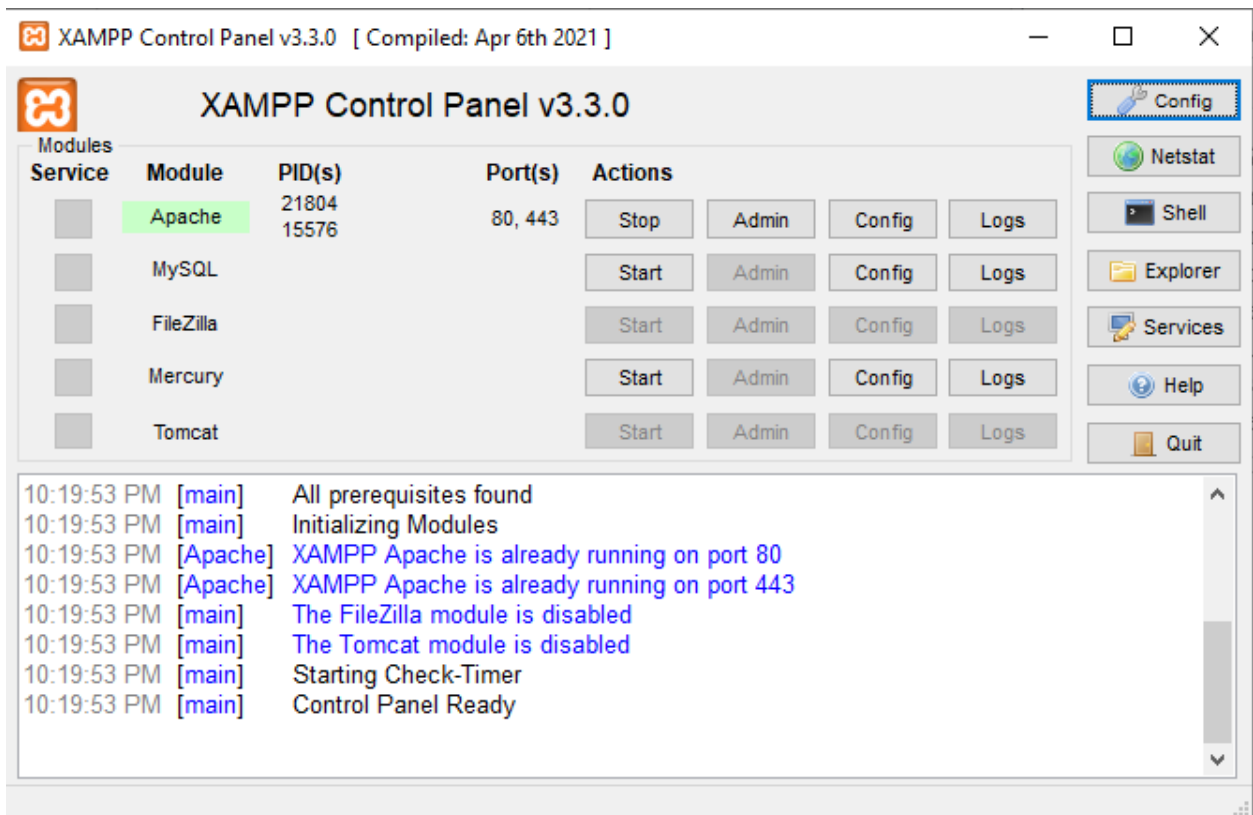 XAMPP Control Panel v3.3.0 [ Compiled: Apr 6th 2021 ]
XAMPP Control Panel v3.3.0
Config
Netstat
Shell
Explorer
Services
Help
Quit
Modules
Service Module PID(s) Port(s) Actions
Apache 21804 15576 80, 443 Stop Admin Config Logs
MySQL Start Admin Config Logs
FileZilla Start Admin Config Logs
Mercury Start Admin Config Logs
Tomcat Start Admin Config Logs
10:19:53 PM [main] All prerequisites found
10:19:53 PM [main] Initializing Modules
10:19:53 PM [Apache] XAMPP Apache is already running on port 80
10:19:53 PM [Apache] XAMPP Apache is already running on port 443
10:19:53 PM [main] The FileZilla module is disabled
10:19:53 PM [main] The Tomcat module is disabled
10:19:53 PM [main] Starting Check-Timer
10:19:53 PM [main] Control Panel Ready